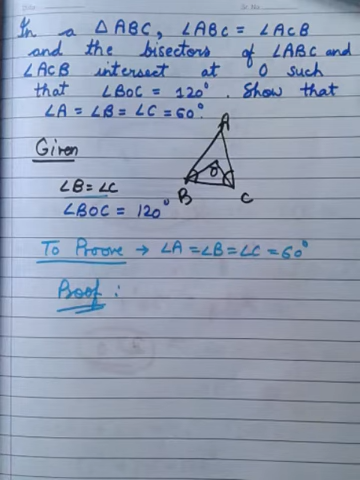 In a △ABC, ∠ABC = ∠ACB
and the bisectors of ∠ABC and
∠ACB intersect at O such
that ∠BOC = 120°. Show that
∠A = ∠B = ∠C = 60°.
A
Given
O
∠B = ∠C
B
C
∠BOC = 120°
To Proove → ∠A = ∠B = ∠C = 60°
Proof :